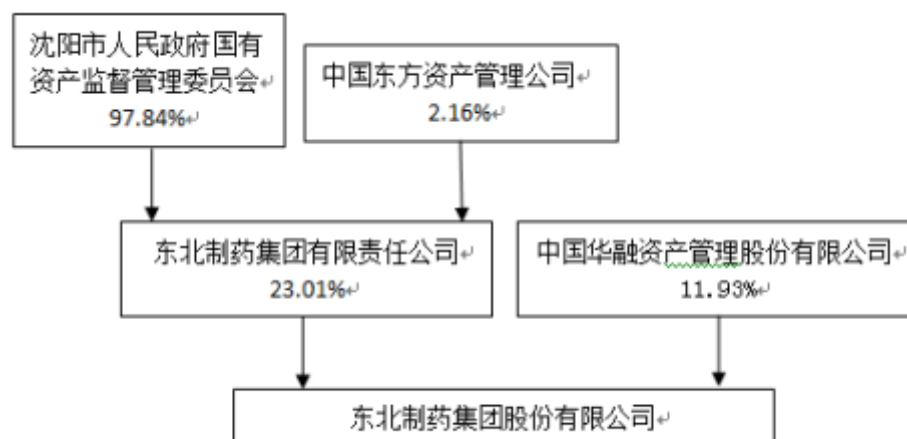 沈阳市人民政府国有
资产监督管理委员会
97.84%
中国东方资产管理公司
2.16%
东北制药集团有限责任公司
23.01%
中国华融资产管理股份有限公司
11.93%
东北制药集团股份有限公司